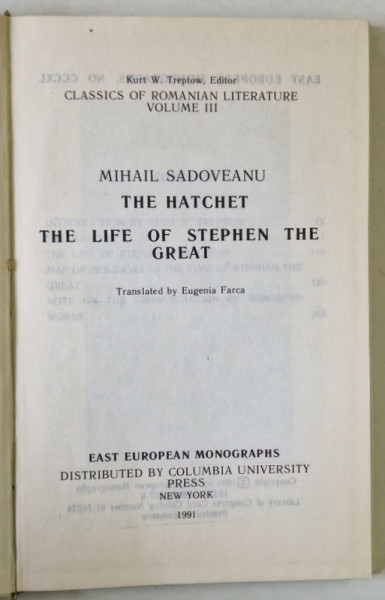 Kurt W. Treptow, Editor
CLASSICS OF ROMANIAN LITERATURE
VOLUME III
MIHAIL SADOVEANU
THE HATCHET
THE LIFE OF STEPHEN THE
GREAT
Translated by Eugenia Farca
EAST EUROPEAN MONOGRAPHS
DISTRIBUTED BY COLUMBIA UNIVERSITY
PRESS
NEW YORK
1991